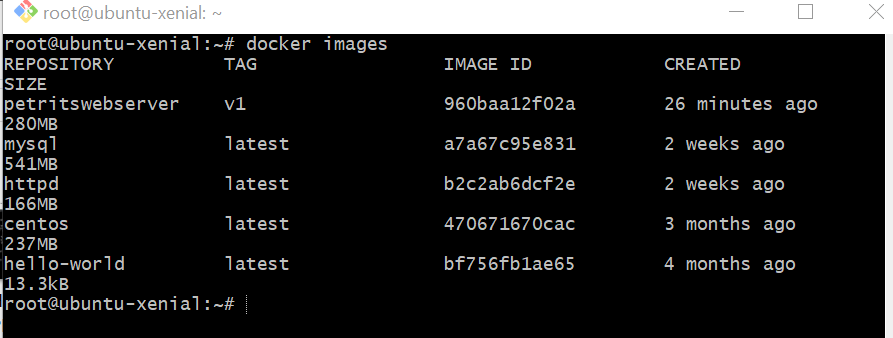 root@ubuntu-xenial: ~
root@ubuntu-xenial:~# docker images
REPOSITORY TAG IMAGE ID CREATED
SIZE
petritswebserver v1 960baa12f02a 26 minutes ago
280MB
mysql latest a7a67c95e831 2 weeks ago
541MB
httpd latest b2c2ab6dcf2e 2 weeks ago
166MB
centos latest 470671670cac 3 months ago
237MB
hello-world latest bf756fb1ae65 4 months ago
13.3kB
root@ubuntu-xenial:~#